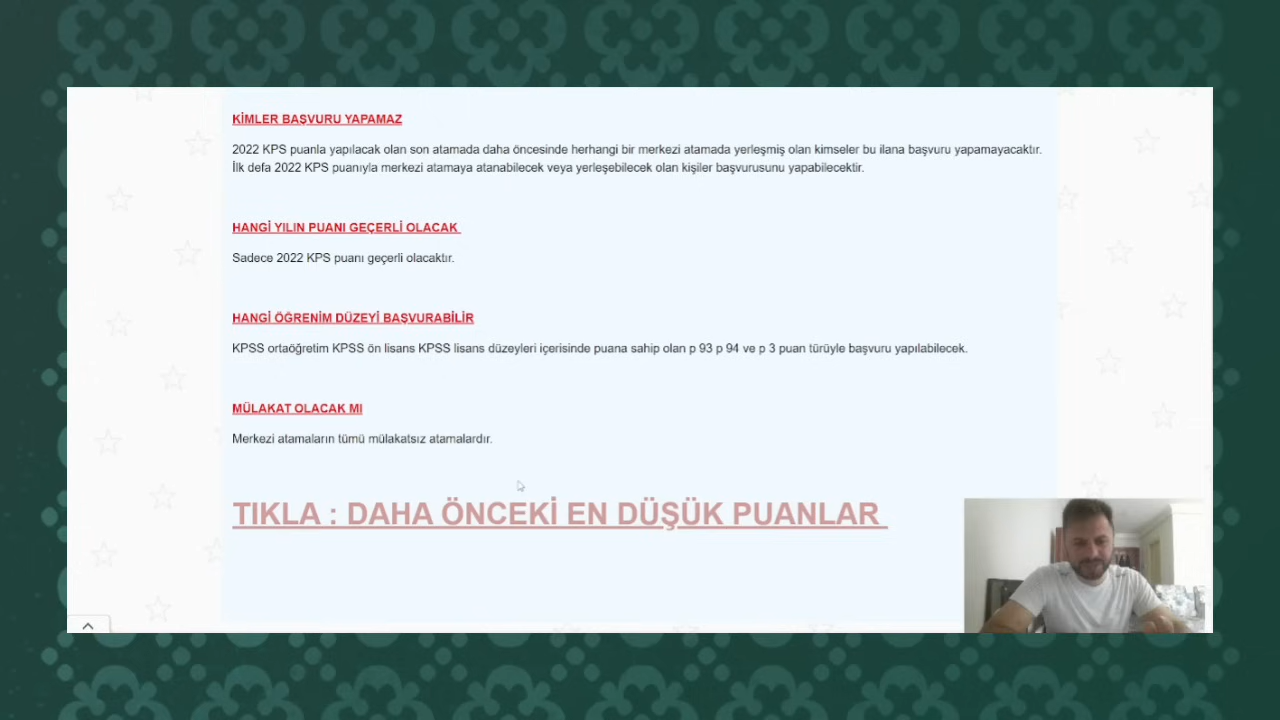 KİMLER BAŞVURU YAPAMAZ
2022 KPS puanla yapılacak olan son atamada daha öncesinde herhangi bir merkezi atamada yerleşmiş olan kimseler bu ilana başvuru yapamayacaktır.
İlk defa 2022 KPS puanıyla merkezi atamaya atanabilecek veya yerleşebilecek olan kişiler başvurusunu yapabilecektir.
HANGİ YILIN PUANI GEÇERLİ OLACAK
Sadece 2022 KPS puanı geçerli olacaktır.
HANGİ ÖĞRENİM DÜZEYİ BAŞVURABİLİR
KPSS ortaöğretim KPSS ön lisans KPSS lisans düzeyleri içerisinde puana sahip olan p 93 p 94 ve p 3 puan türüyle başvuru yapılabilecek.
MÜLAKAT OLACAK MI
Merkezi atamaların tümü mülakatsız atamalardır.
TIKLA : DAHA ÖNCEKİ EN DÜŞÜK PUANLAR